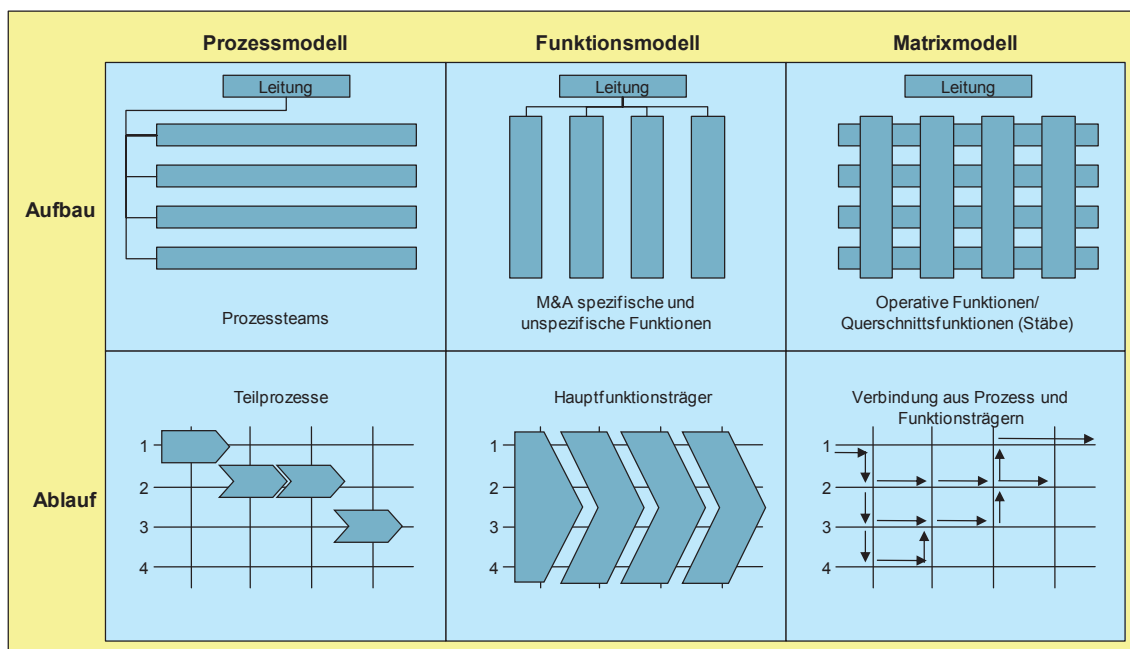 Prozessmodell
Funktionsmodell
Matrixmodell
Aufbau
Leitung
Prozessteams
Leitung
M&A spezifische und
unspezifische Funktionen
Leitung
Operative Funktionen/
Querschnittsfunktionen (Stäbe)
Ablauf
Teilprozesse
1
2
3
4
Hauptfunktionsträger
1
2
3
4
Verbindung aus Prozess und
Funktionsträgern
1
2
3
4